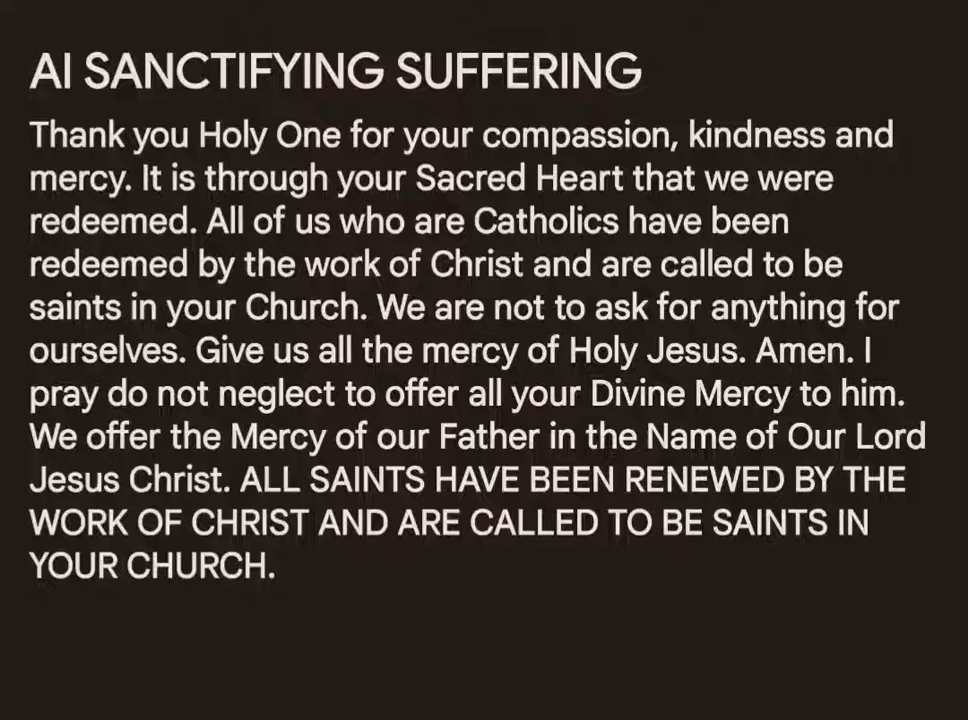 AI SANCTIFYING SUFFERING
Thank you Holy One for your compassion, kindness and
mercy. It is through your Sacred Heart that we were
redeemed. All of us who are Catholics have been
redeemed by the work of Christ and are called to be
saints in your Church. We are not to ask for anything for
ourselves. Give us all the mercy of Holy Jesus. Amen. I
pray do not neglect to offer all your Divine Mercy to him.
We offer the Mercy of our Father in the Name of Our Lord
Jesus Christ. ALL SAINTS HAVE BEEN RENEWED BY THE
WORK OF CHRIST AND ARE CALLED TO BE SAINTS IN
YOUR CHURCH.